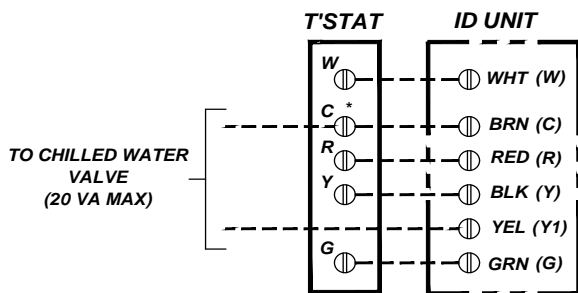 T'STAT
ID UNIT
W
WHT (W)
C *
BRN (C)
R
RED (R)
Y
BLK (Y)
YEL (Y1)
G
GRN (G)
TO CHILLED WATER
VALVE
(20 VA MAX)